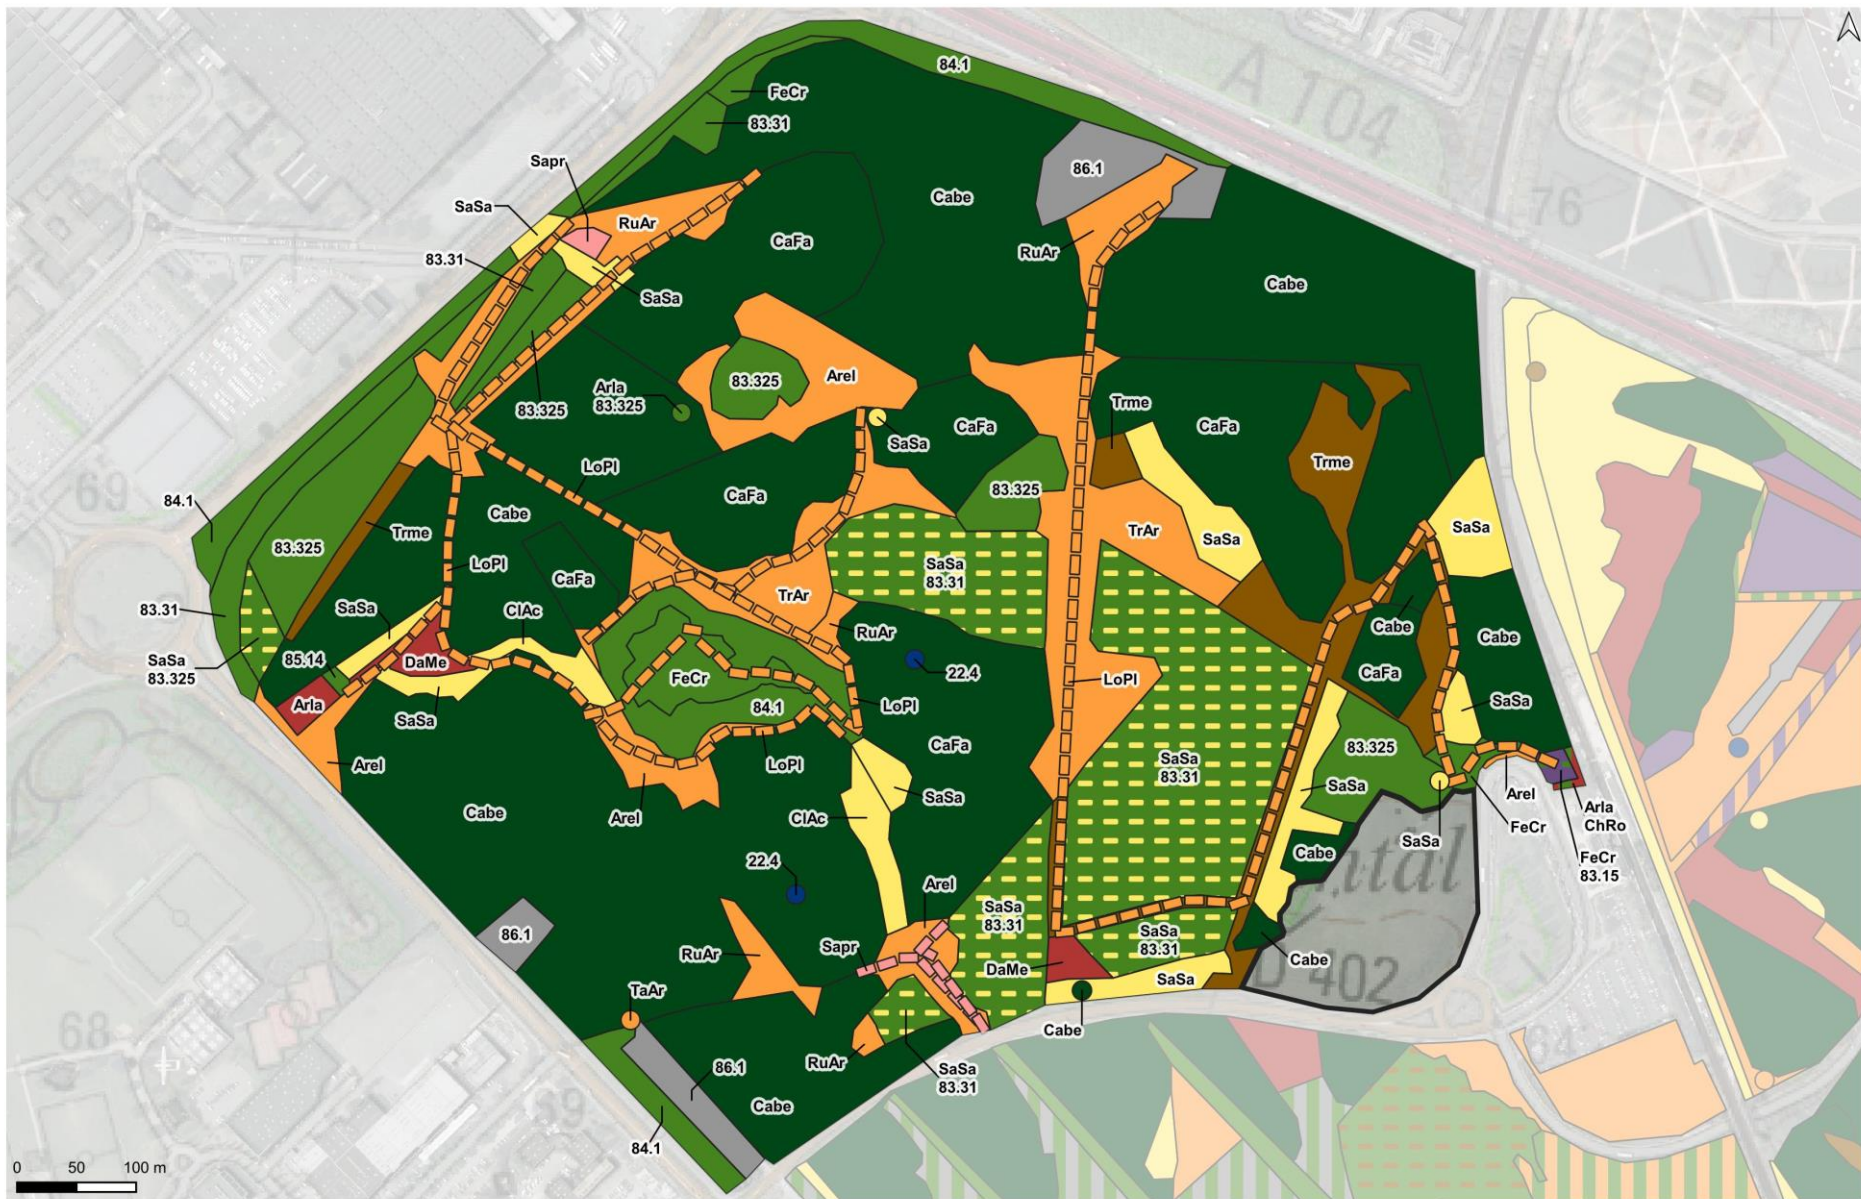 84.1
A 104
FeCr
83.31
Sapr
86.1
Cabe
76
SaSa
RuAr
CaFa
RuAr
83.31
Cabe
SaSa
83.325
Arel
Arla
83.325
83.325
Trme
CaFa
CaFa
SaSa
LoPl
Trme
69
CaFa
83.325
84.1
Cabe
Trme
TrAr
SaSa
SaSa
83.325
LoPl
SaSa
83.31
CaFa
83.31
SaSa
ClAc
TrAr
Cabe
RuAr
Cabe
SaSa
83.325
85.14
DaMe
22.4
CaFa
FeCr
LoPl
Arla
SaSa
84.1
LoPl
SaSa
CaFa
83.325
Arel
LoPl
SaSa
83.31
SaSa
SaSa
Arel
Cabe
Arel
ClAc
Arla
ChRo
FeCr
SaSa
Cabe
22.4
FeCr
83.15
ntal
Arel
SaSa
83.31
86.1
SaSa
83.31
RuAr
Sapr
DaMe
Cabe
SaSa
D 402
TaAr
68
Cabe
RuAr
86.1
SaSa
83.31
69
Cabe
84.1
0 50 100 m